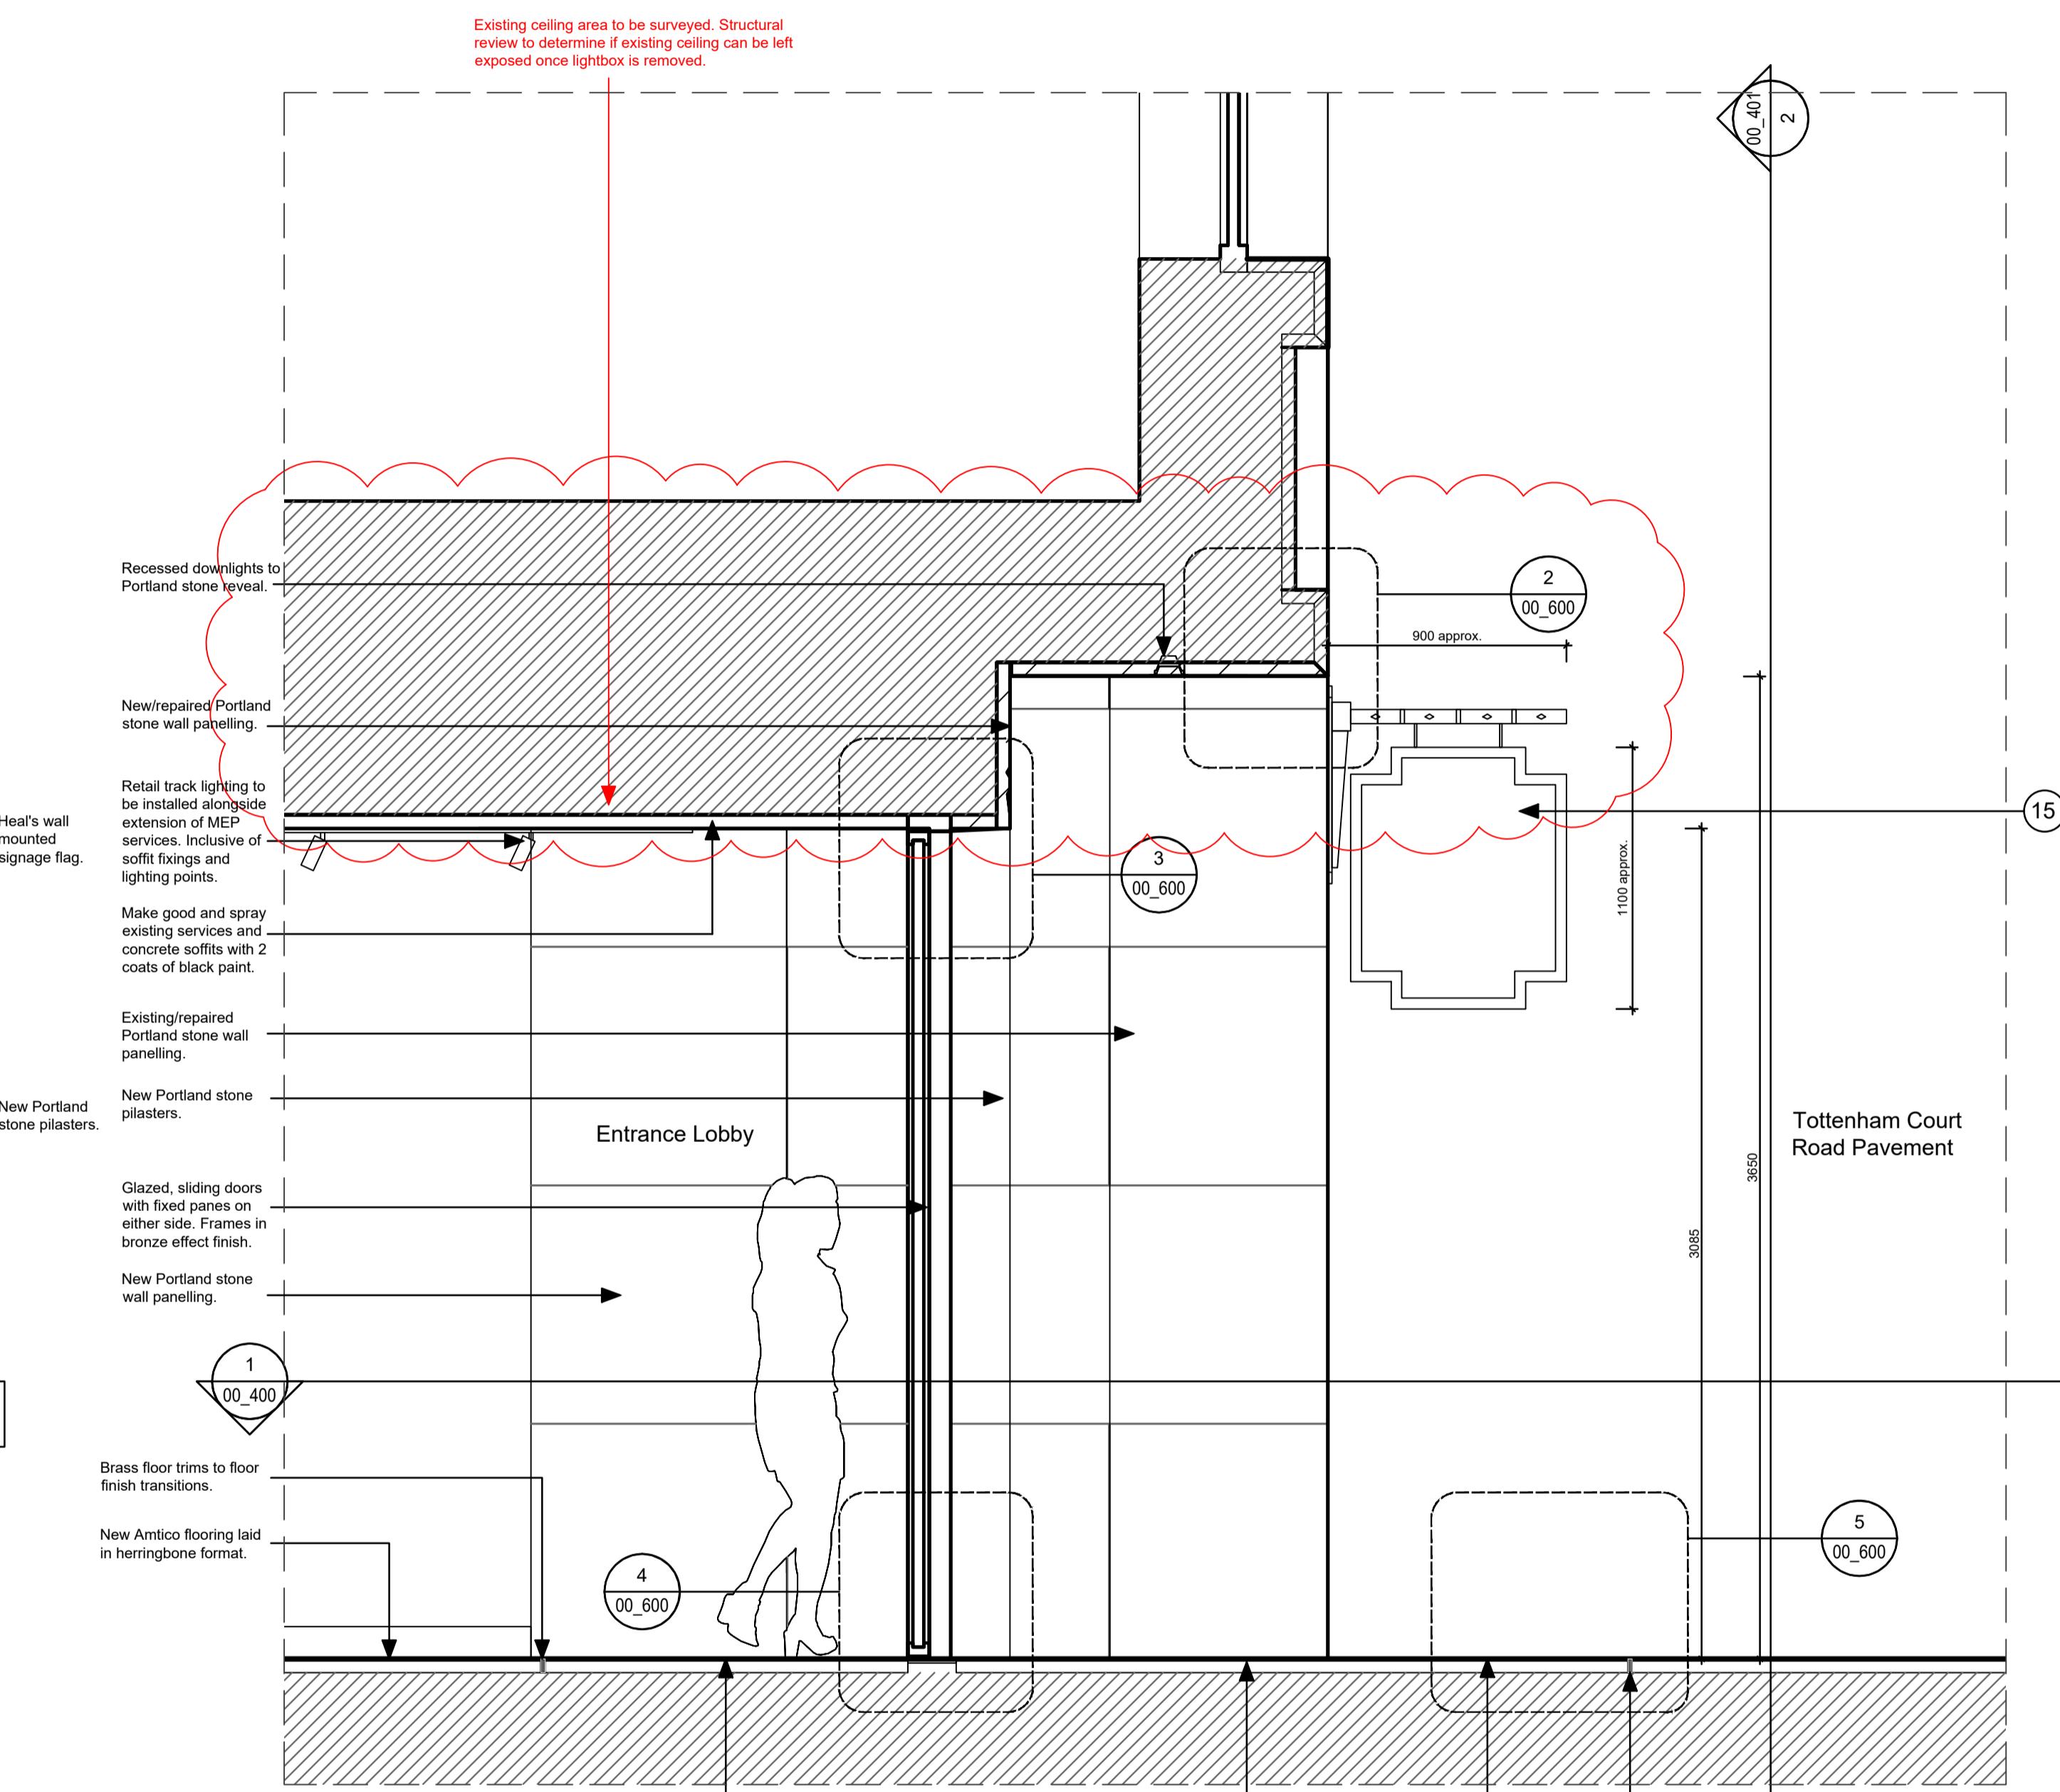 Existing ceiling area to be surveyed. Structural
review to determine if existing ceiling can be left
exposed once lightbox is removed.
00_401
2
Recessed downlights to
Portland stone reveal.
2
00_600
900 approx.
New/repaired Portland
stone wall panelling.
Retail track lighting to
be installed alongside
extension of MEP
services. Inclusive of
soffit fixings and
lighting points.
Heal's wall
mounted
signage flag.
15
3
00_600
1100 approx.
Make good and spray
existing services and
concrete soffits with 2
coats of black paint.
Existing/repaired
Portland stone wall
panelling.
New Portland stone
pilasters.
New Portland
stone pilasters.
Entrance Lobby
Tottenham Court
Road Pavement
3650
3085
Glazed, sliding doors
with fixed panes on
either side. Frames in
bronze effect finish.
New Portland stone
wall panelling.
1
00_400
Brass floor trims to floor
finish transitions.
New Amtico flooring laid
in herringbone format.
4
00_600
5
00_600